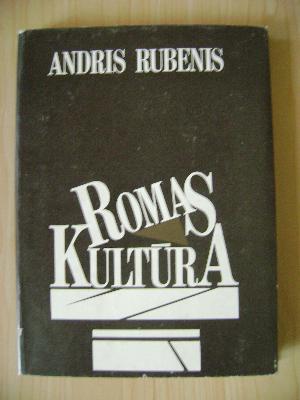 ANDRIS RUBENIS
ROMAS
KULTŪRA